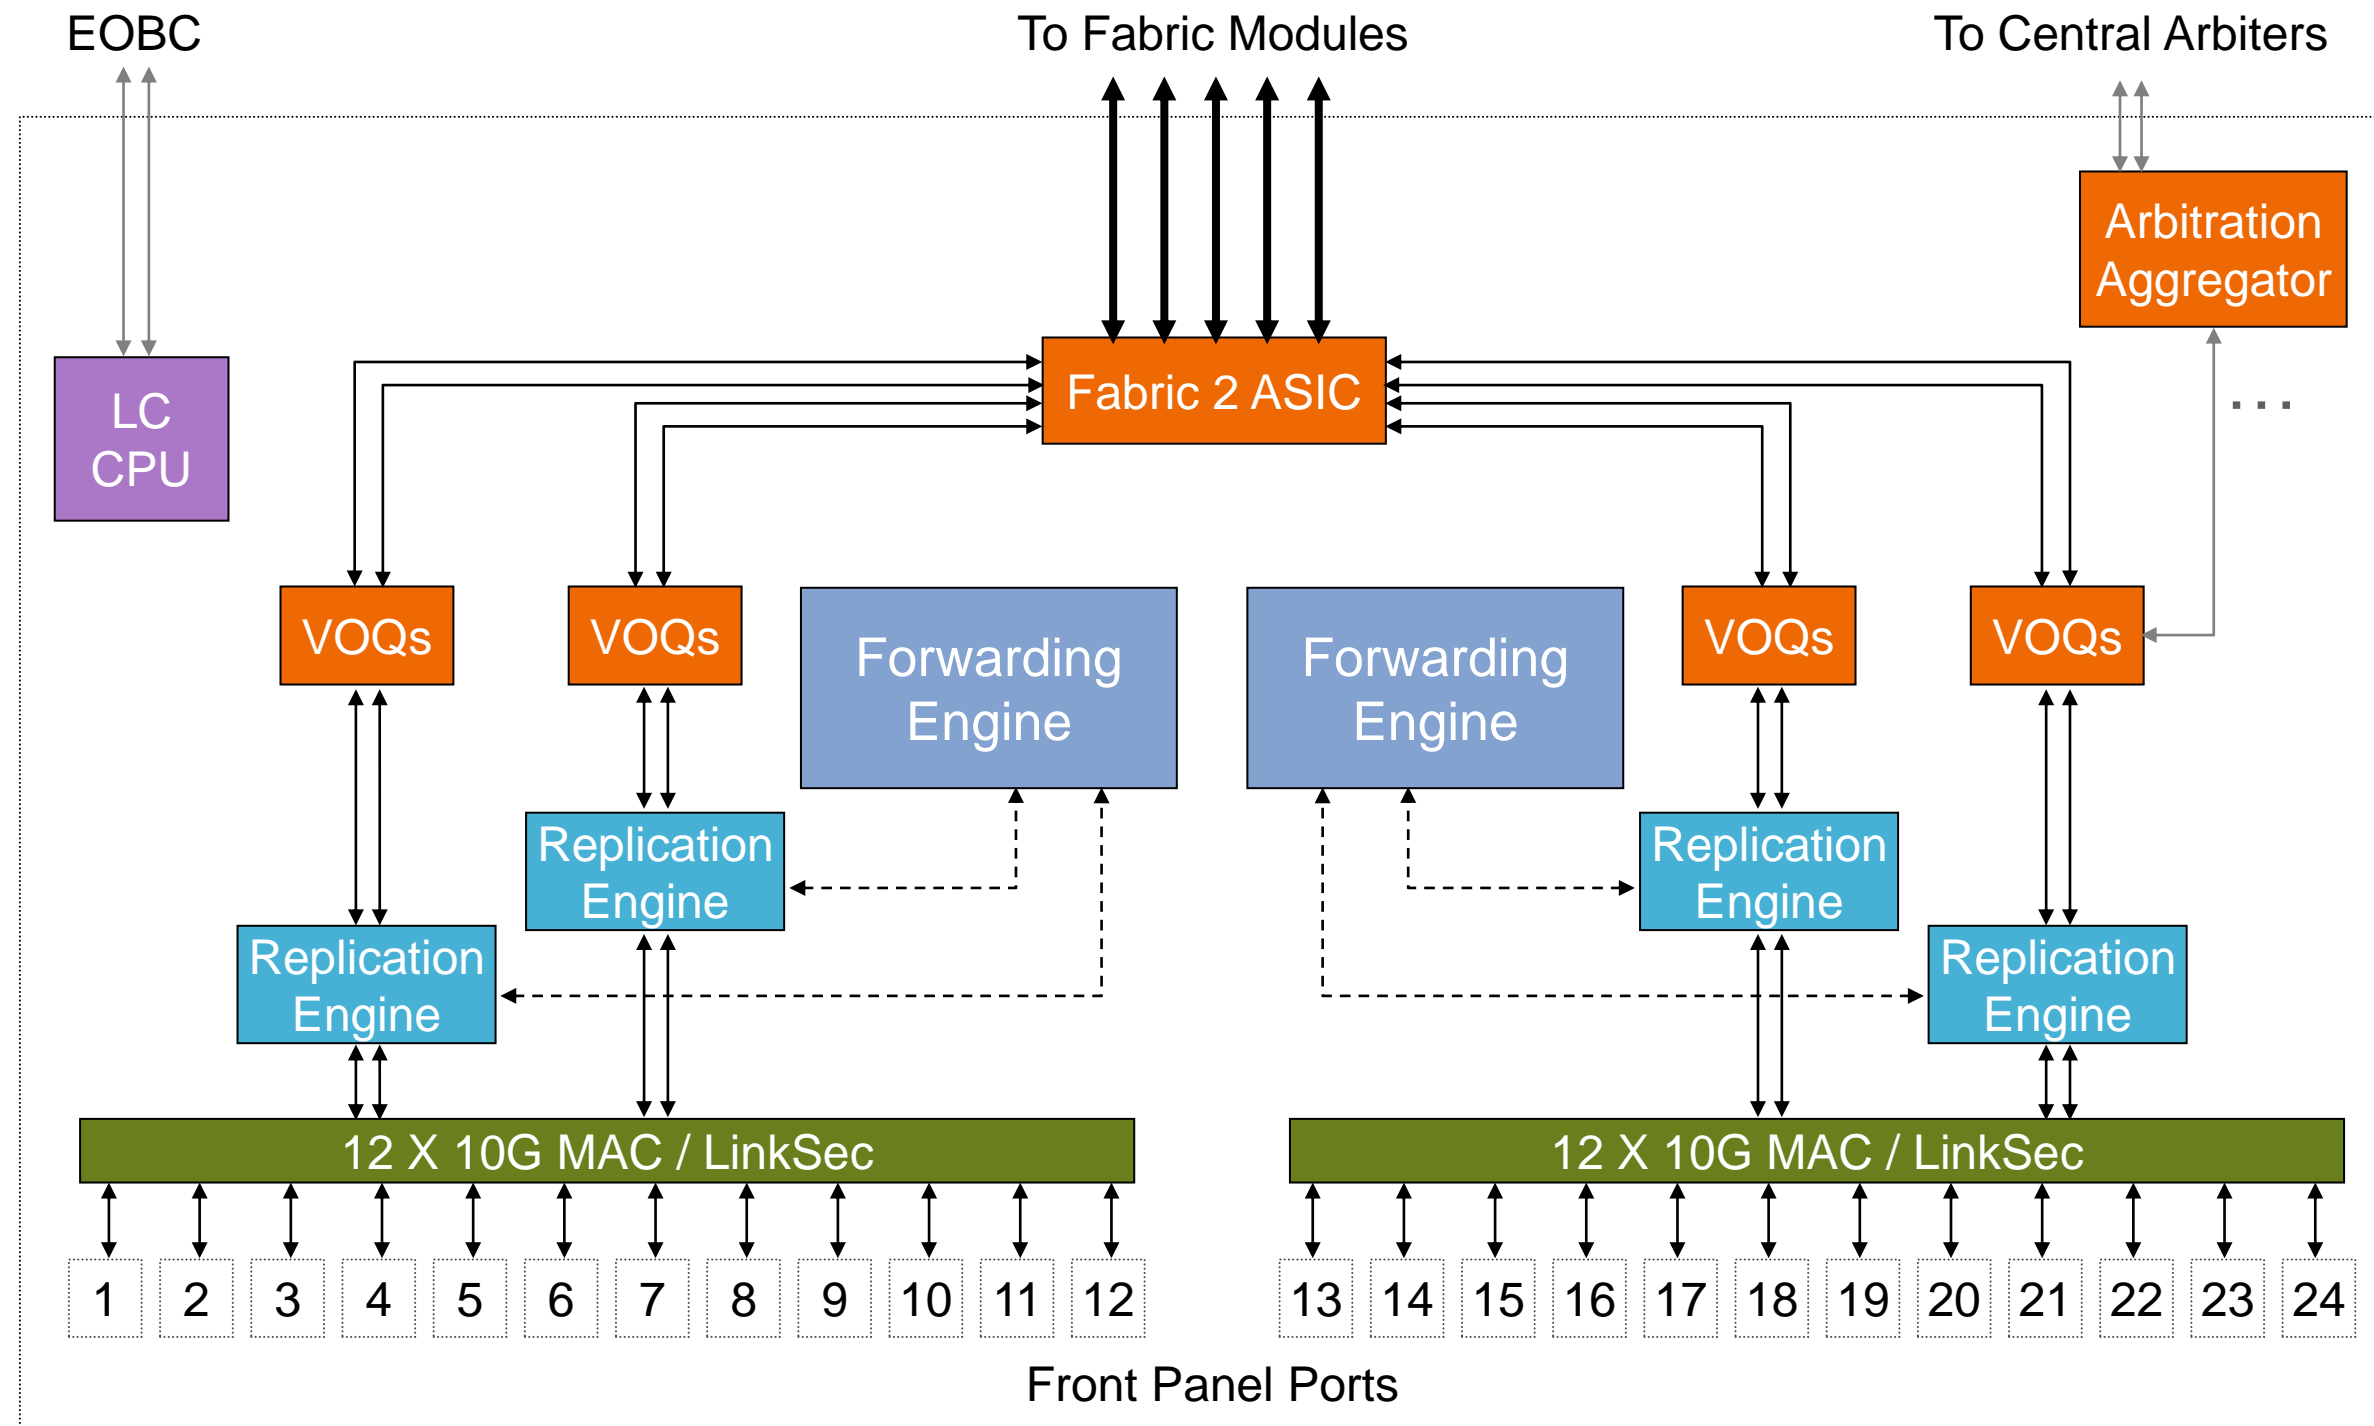 EOBC
To Fabric Modules
To Central Arbiters
Arbitration
Aggregator
Fabric 2 ASIC
...
LC
CPU
VOQs
VOQs
Forwarding
Engine
Forwarding
Engine
VOQs
VOQs
Replication
Engine
Replication
Engine
Replication
Engine
Replication
Engine
12 X 10G MAC / LinkSec
12 X 10G MAC / LinkSec
1 2 3 4 5 6 7 8 9 10 11 12
13 14 15 16 17 18 19 20 21 22 23 24
Front Panel Ports